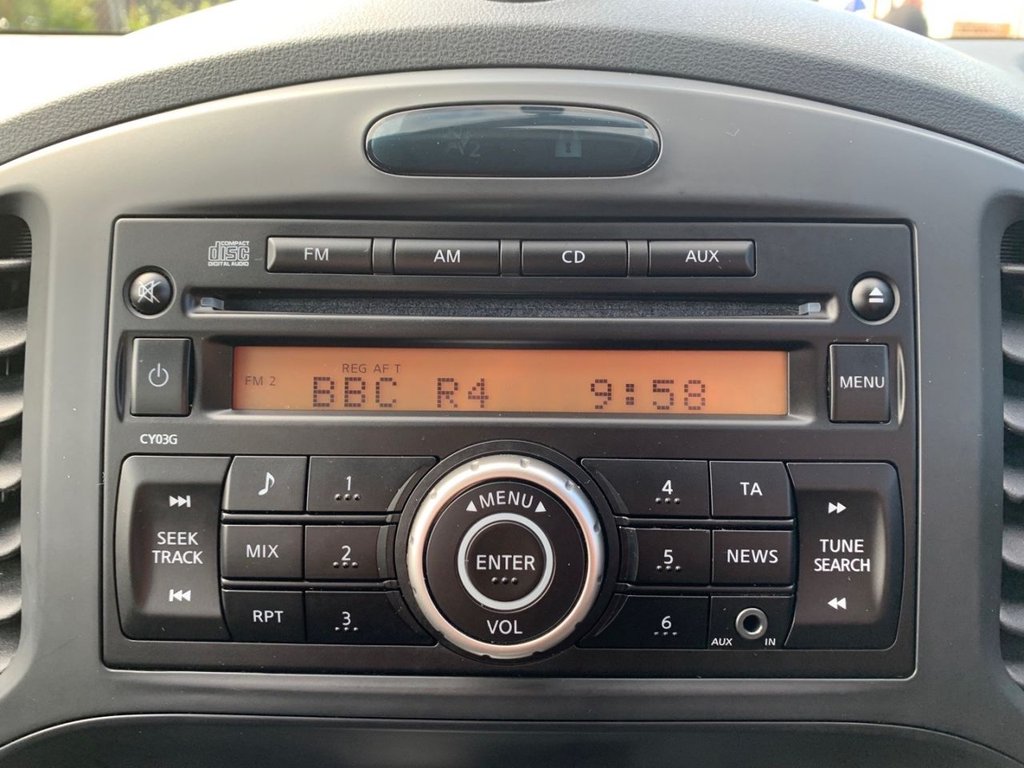 COMPACT
disc
DIGITAL AUDIO
FM AM CD AUX
REG AF T
FM 2 BBC R4 9:58
MENU
CY03G
SEEK
TRACK
1
MIX 2
RPT 3
MENU
ENTER
VOL
4 TA
5 NEWS
6 AUX IN
TUNE
SEARCH